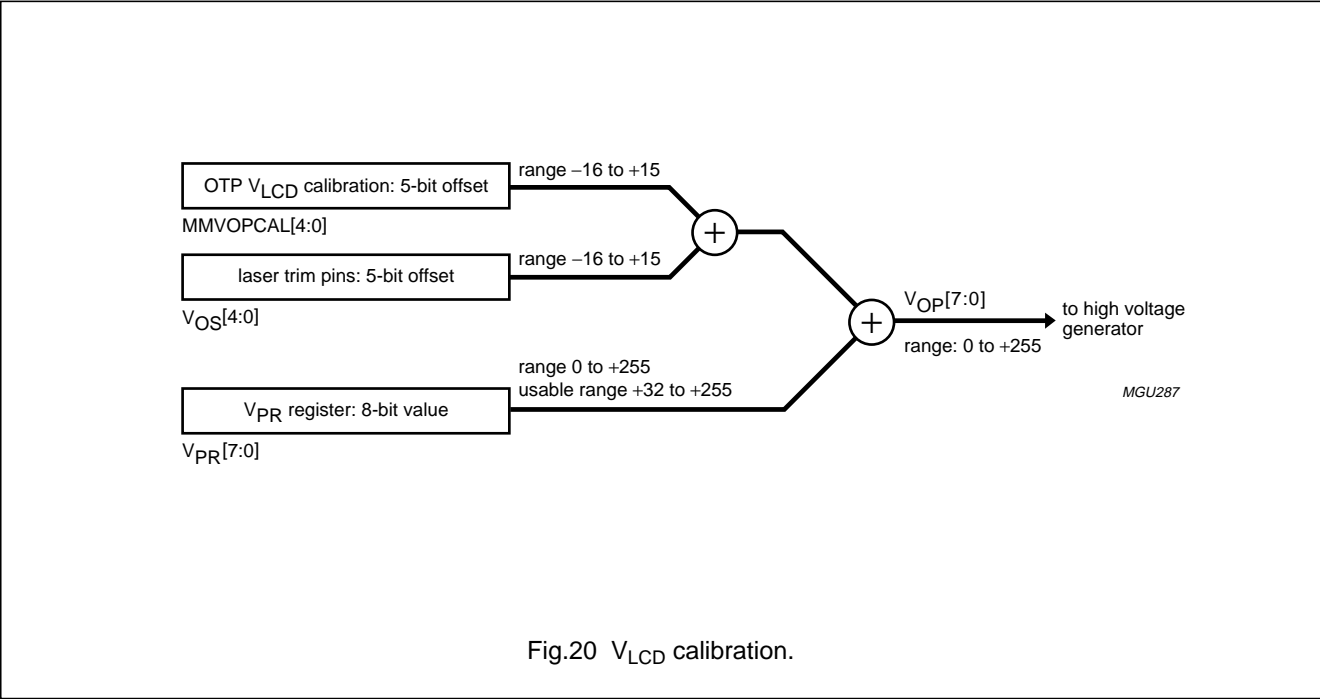 range −16 to +15
OTP VLCD calibration: 5-bit offset
MMVOPCAL[4:0]
+
range −16 to +15
laser trim pins: 5-bit offset
VOS[4:0]
VOP[7:0]
+
to high voltage
generator
range: 0 to +255
range 0 to +255
usable range +32 to +255
VPR register: 8-bit value
VPR[7:0]
MGU287
Fig.20 VLCD calibration.